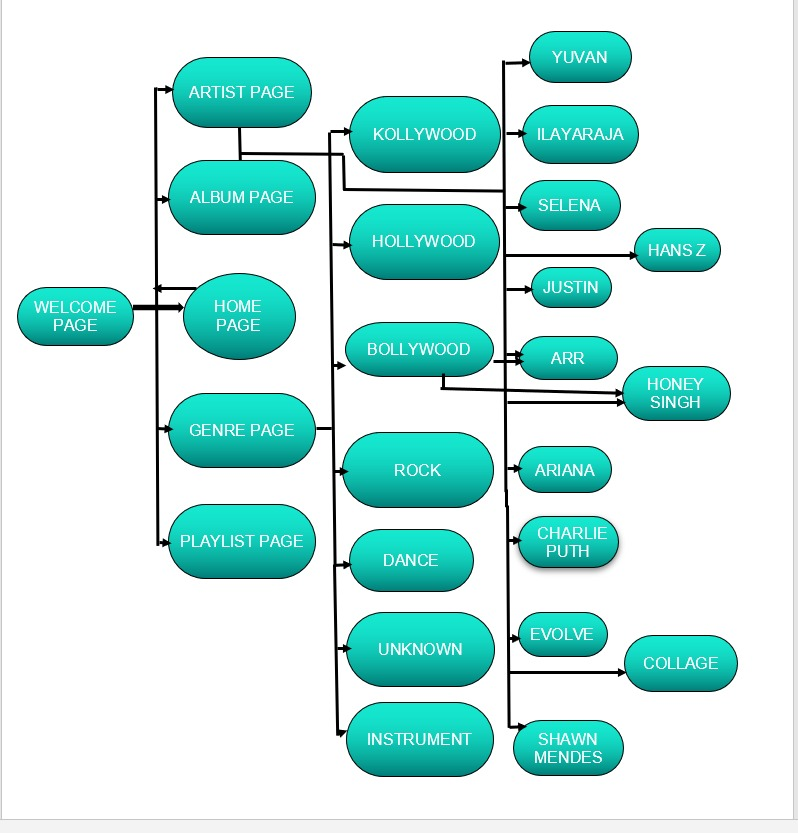 WELCOME
PAGE
ARTIST PAGE
ALBUM PAGE
HOME
PAGE
GENRE PAGE
PLAYLIST PAGE
KOLLYWOOD
HOLLYWOOD
BOLLYWOOD
ROCK
DANCE
UNKNOWN
INSTRUMENT
YUVAN
ILAYARAJA
SELENA
HANS Z
JUSTIN
ARR
HONEY
SINGH
ARIANA
CHARLIE
PUTH
EVOLVE
COLLAGE
SHAWN
MENDES